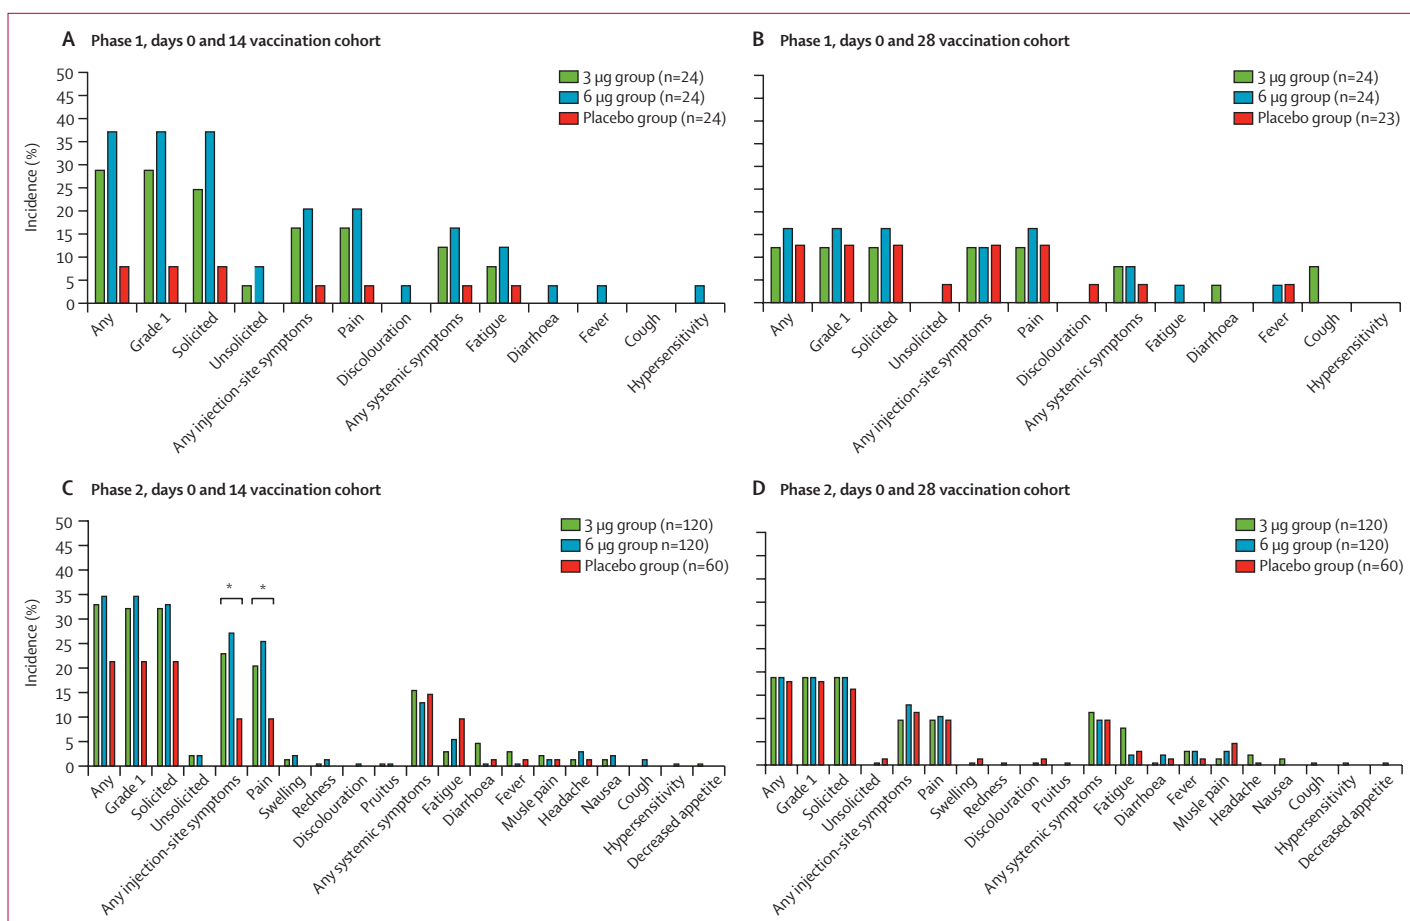 A Phase 1, days 0 and 14 vaccination cohort
50
45
40
35
30
25
20
15
10
5
0
Incidence (%)
3 µg group (n=24)
6 µg group (n=24)
Placebo group (n=24)
Any
Grade 1
Solicited
Unsolicited
Any injection-site symptoms
Pain
Discolouration
Any systemic symptoms
Fatigue
Diarrhoea
Fever
Cough
Hypersensitivity
B Phase 1, days 0 and 28 vaccination cohort
3 µg group (n=24)
6 µg group (n=24)
Placebo group (n=23)
Any
Grade 1
Solicited
Unsolicited
Any injection-site symptoms
Pain
Discolouration
Any systemic symptoms
Fatigue
Diarrhoea
Fever
Cough
Hypersensitivity
C Phase 2, days 0 and 14 vaccination cohort
50
45
40
35
30
25
20
15
10
5
0
Incidence (%)
3 µg group (n=120)
6 µg group n=120)
Placebo group (n=60)
*
*
Any
Grade 1
Solicited
Unsolicited
Any injection-site symptoms
Pain
Swelling
Redness
Discolouration
Pruitus
Any systemic symptoms
Fatigue
Diarrhoea
Fever
Musle pain
Headache
Nausea
Cough
Hypersensitivity
Decreased appetite
D Phase 2, days 0 and 28 vaccination cohort
3 µg group (n=120)
6 µg group (n=120)
Placebo group (n=60)
Any
Grade 1
Solicited
Unsolicited
Any injection-site symptoms
Pain
Swelling
Redness
Discolouration
Pruitus
Any systemic symptoms
Fatigue
Diarrhoea
Fever
Musle pain
Headache
Nausea
Cough
Hypersensitivity
Decreased appetite